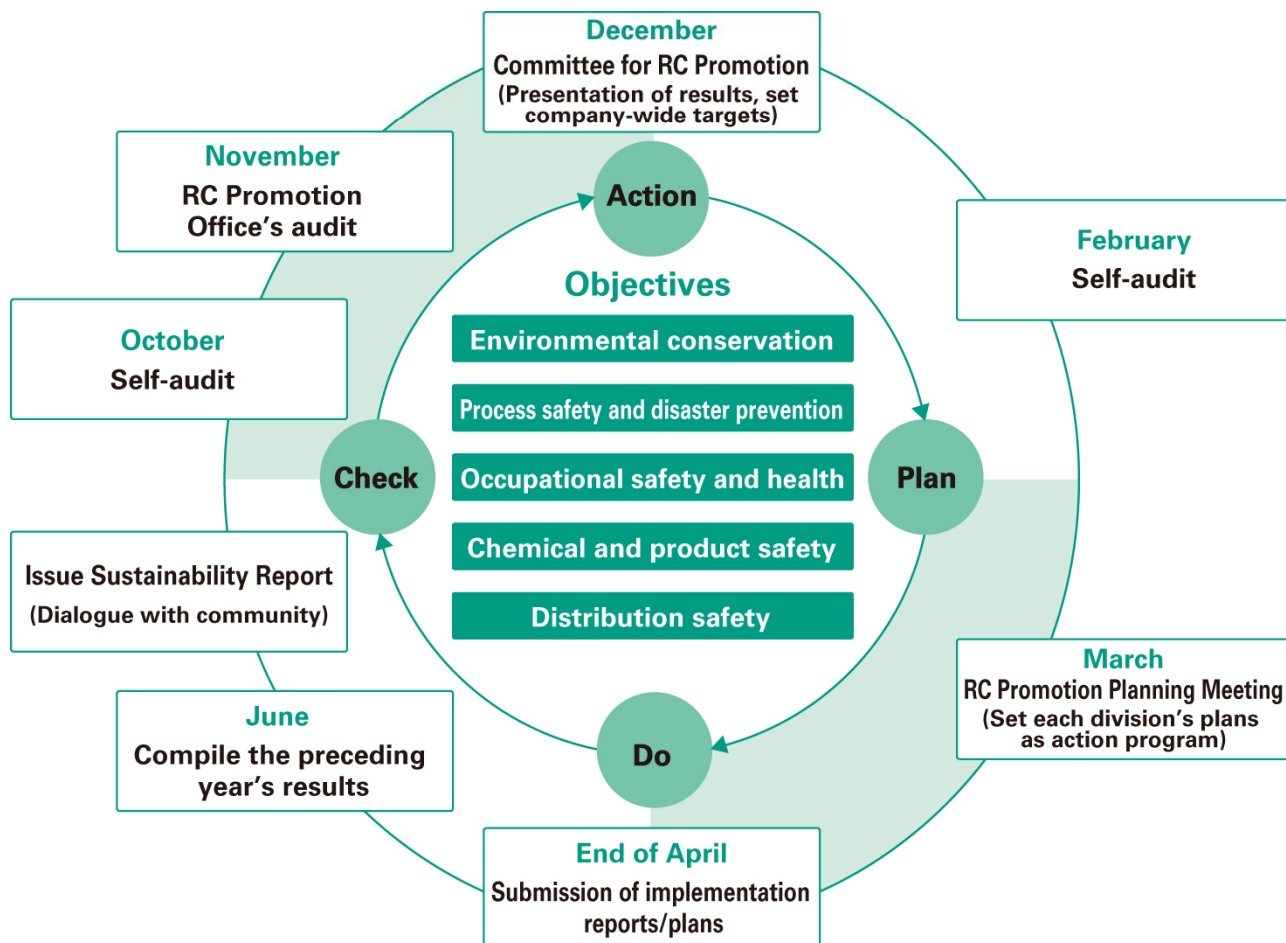 December
Committee for RC Promotion
(Presentation of results, set
company-wide targets)
November
RC Promotion
Office's audit
Action
February
Self-audit
Objectives
October
Self-audit
Environmental conservation
Process safety and disaster prevention
Check
Occupational safety and health
Plan
Chemical and product safety
Issue Sustainability Report
(Dialogue with community)
Distribution safety
March
RC Promotion Planning Meeting
(Set each division's plans
as action program)
June
Compile the preceding
year's results
Do
End of April
Submission of implementation
reports/plans